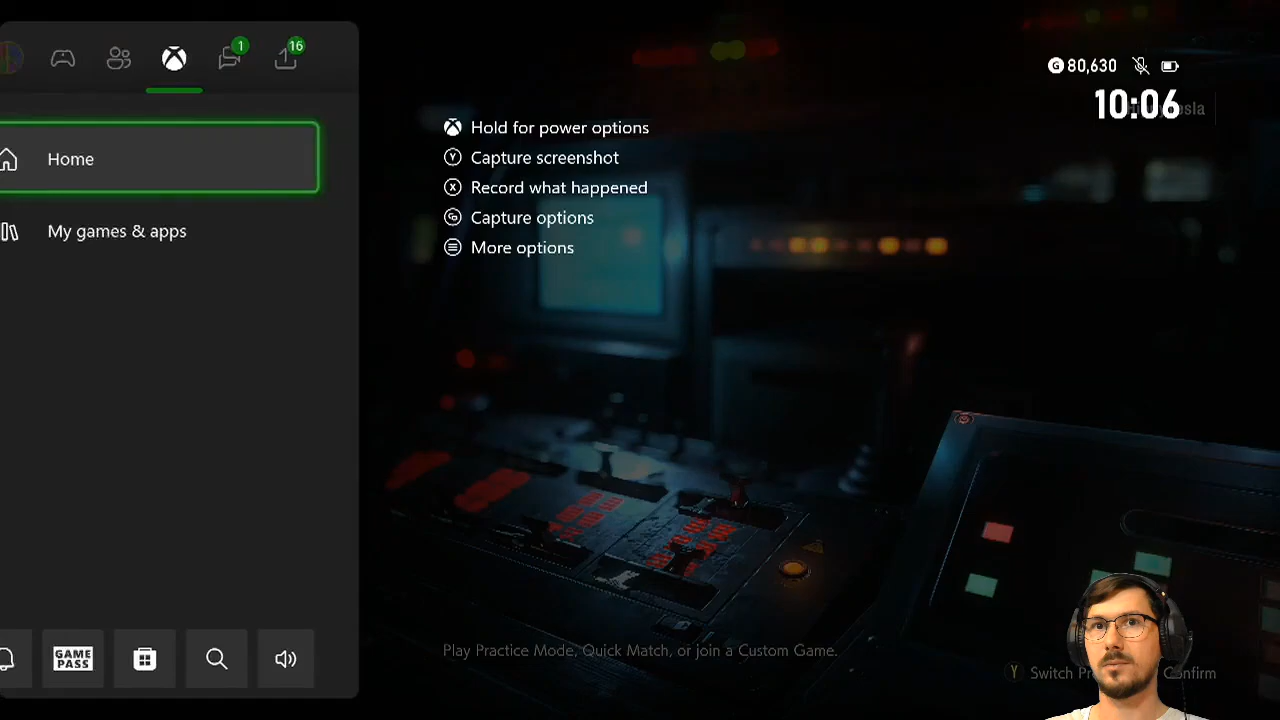 1
16
Home
My games & apps
GAME PASS
Hold for power options
Y Capture screenshot
X Record what happened
Capture options
More options
G 80,630
10:06
Play Practice Mode, Quick Match, or join a Custom Game.
Y Switch
Confirm